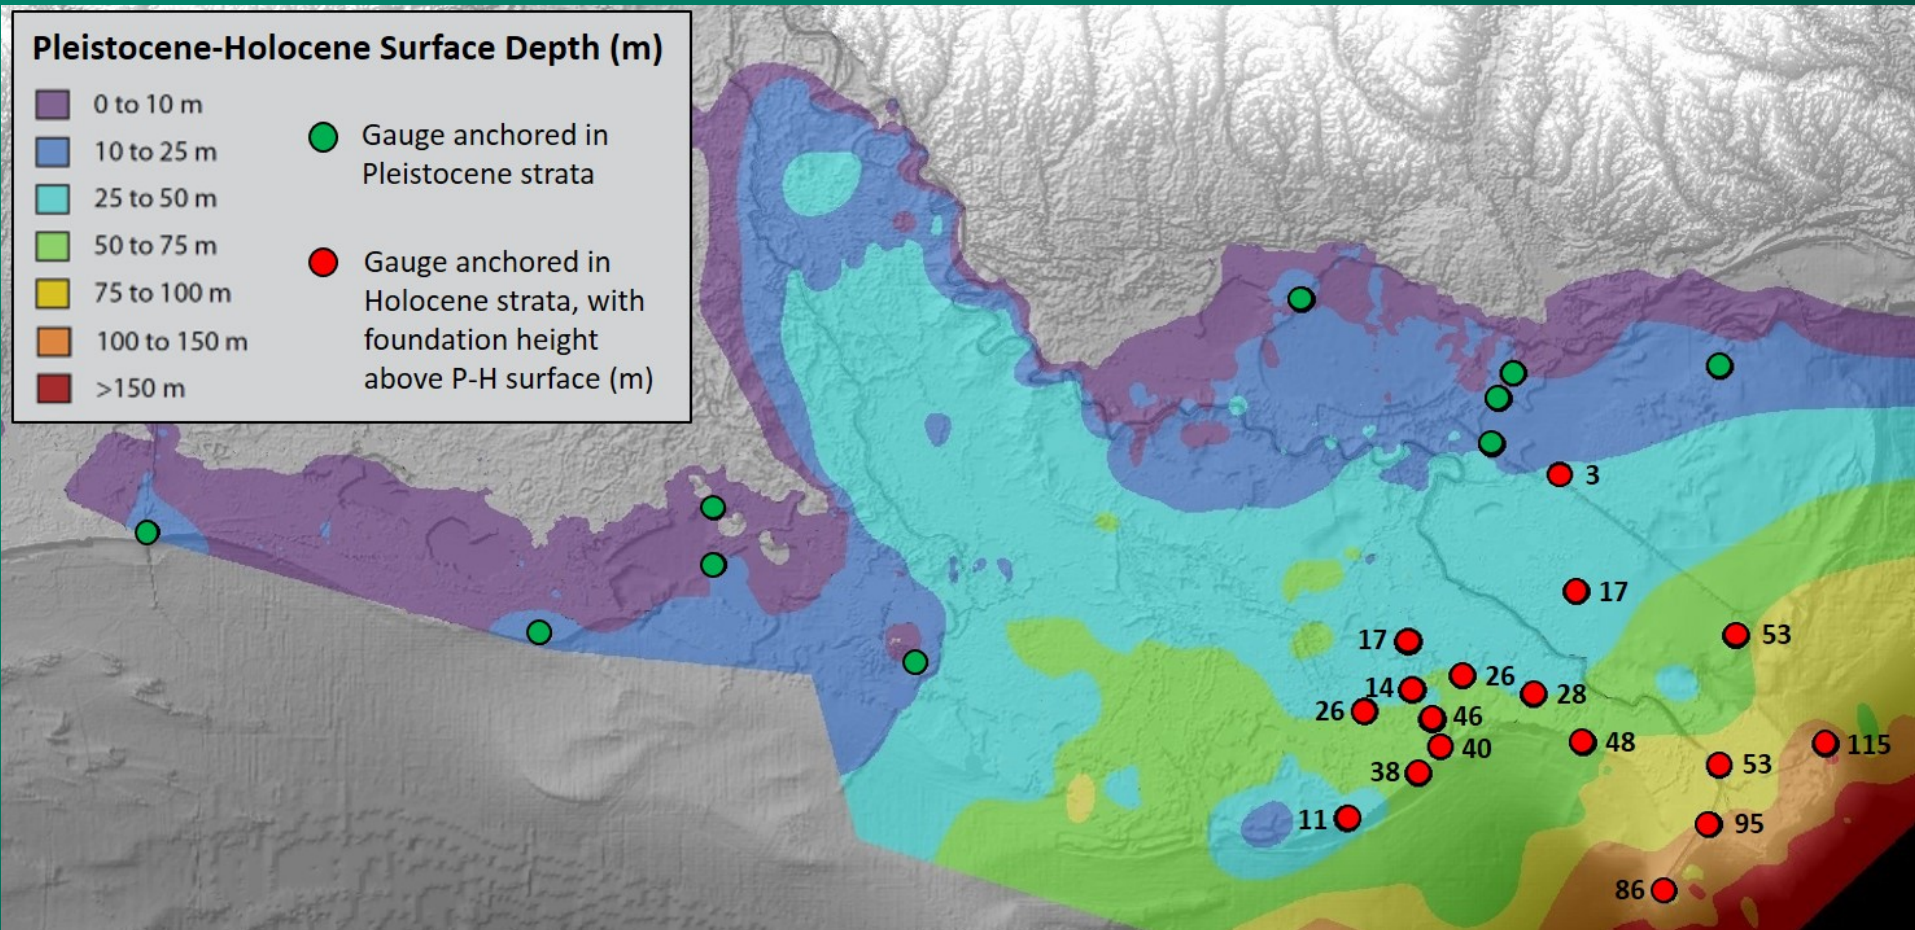 Pleistocene-Holocene Surface Depth (m)
0 to 10 m
10 to 25 m
25 to 50 m
50 to 75 m
75 to 100 m
100 to 150 m
>150 m
Gauge anchored in
Pleistocene strata
Gauge anchored in
Holocene strata, with
foundation height
above P-H surface (m)
3
17
53
17
26
14
28
26
46
48
40
115
53
38
11
95
86